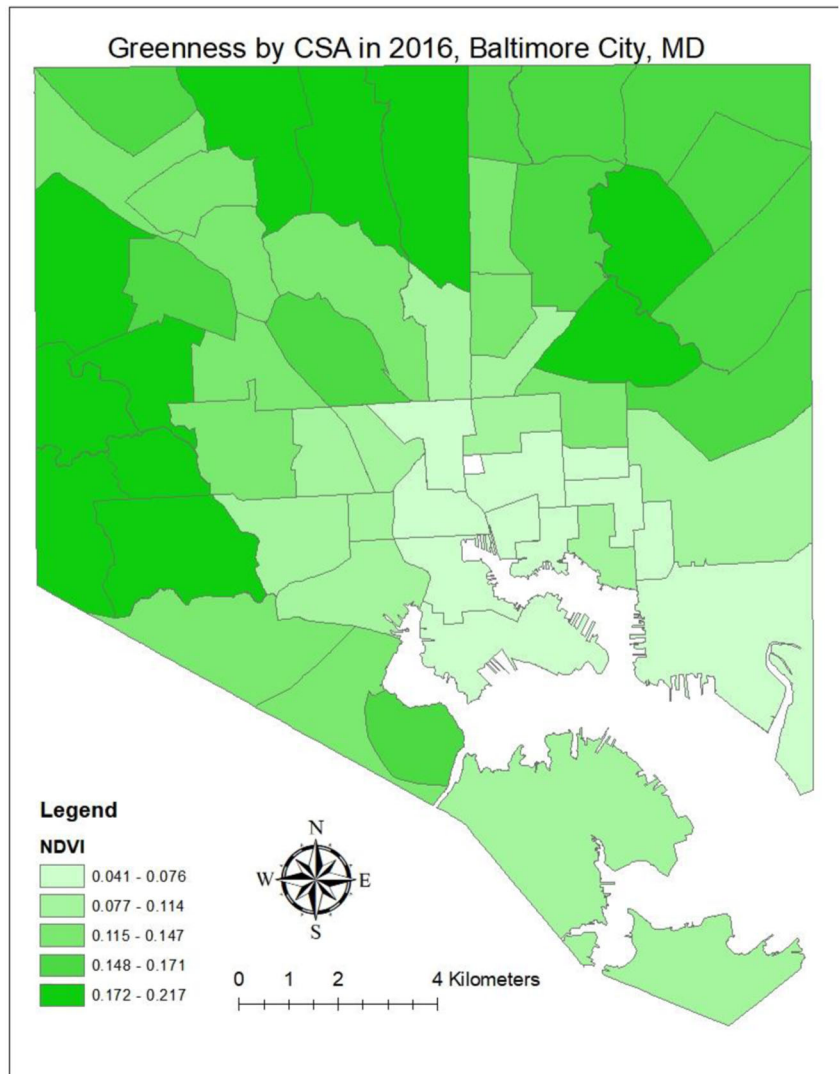 Greenness by CSA in 2016, Baltimore City, MD
Legend
NDVI
0.041 - 0.076
0.077 - 0.114
0.115 - 0.147
0.148 - 0.171
0.172 - 0.217
N
W E
S
0 1 2 4 Kilometers